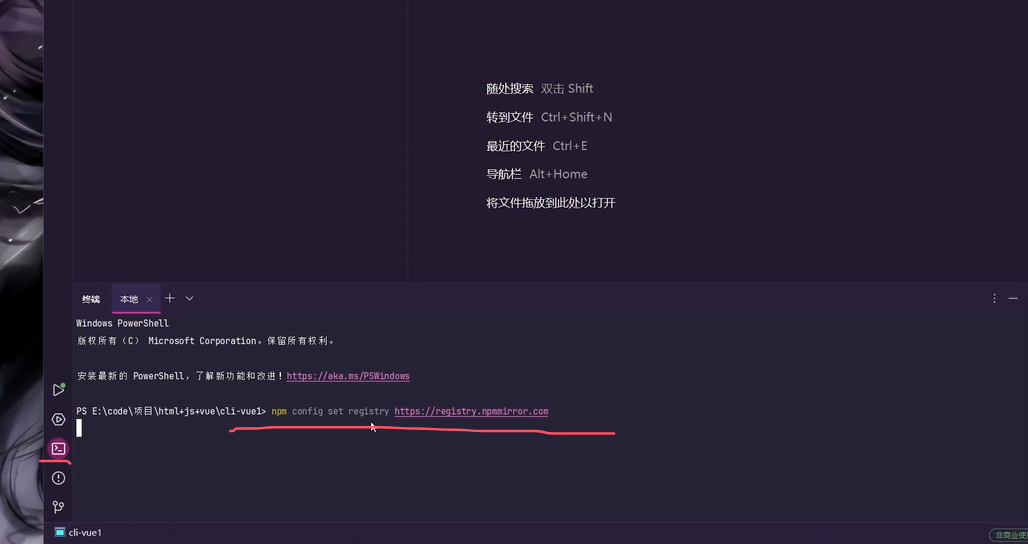 随处搜索 双击 Shift
转到文件 Ctrl+Shift+N
最近的文件 Ctrl+E
导航栏 Alt+Home
将文件拖放到此处以打开
终端 本地
Windows PowerShell
版权所有（C） Microsoft Corporation。保留所有权利。
安装最新的 PowerShell，了解新功能和改进！https://aka.ms/PSWindows
PS E:\code\项目\html+js+vue\cli-vue1> npm config set registry https://registry.npmmirror.com
cli-vue1
非商业使